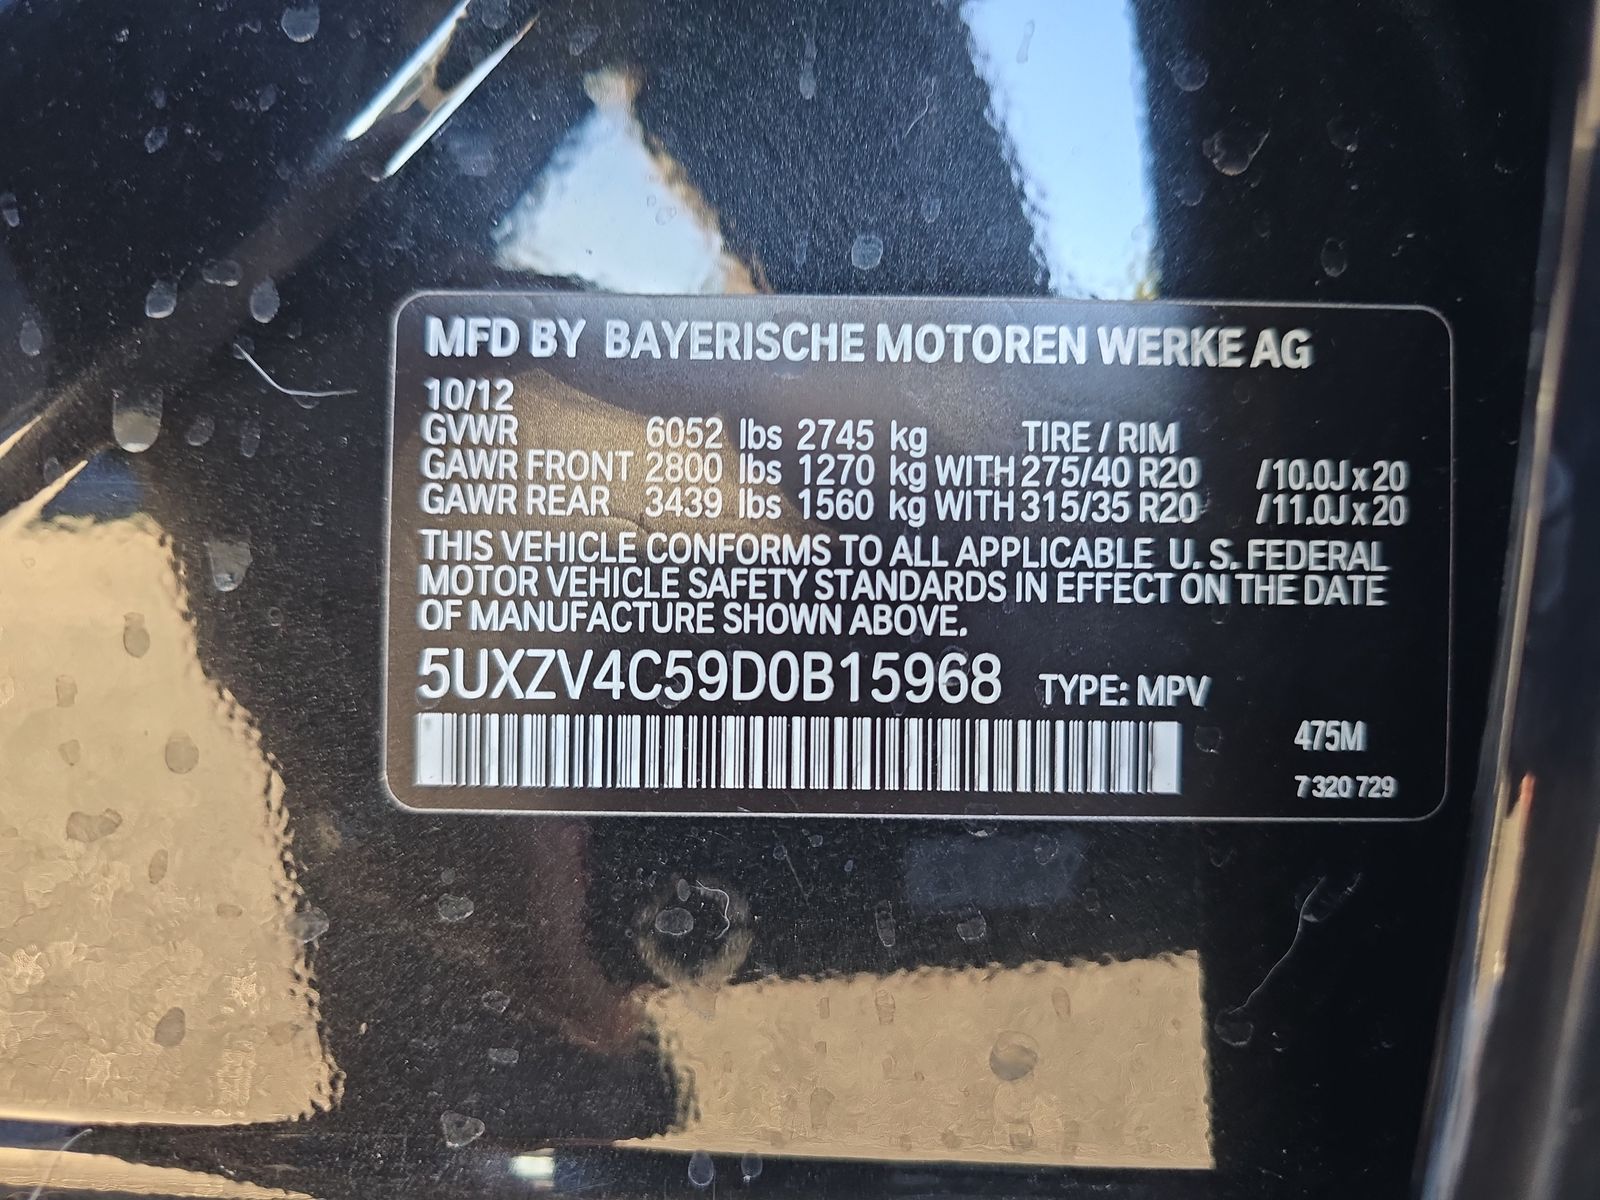 MFD BY BAYERISCHE MOTOREN WERKE AG
10/12
GVWR 6052 lbs 2745 kg TIRE / RIM
GAWR FRONT 2800 lbs 1270 kg WITH 275/40 R20 /10.0J x 20
GAWR REAR 3439 lbs 1560 kg WITH 315/35 R20 /11.0J x 20
THIS VEHICLE CONFORMS TO ALL APPLICABLE U. S. FEDERAL
MOTOR VEHICLE SAFETY STANDARDS IN EFFECT ON THE DATE
OF MANUFACTURE SHOWN ABOVE.
5UXZV4C59D0B15968 TYPE: MPV
475M
7 320 729